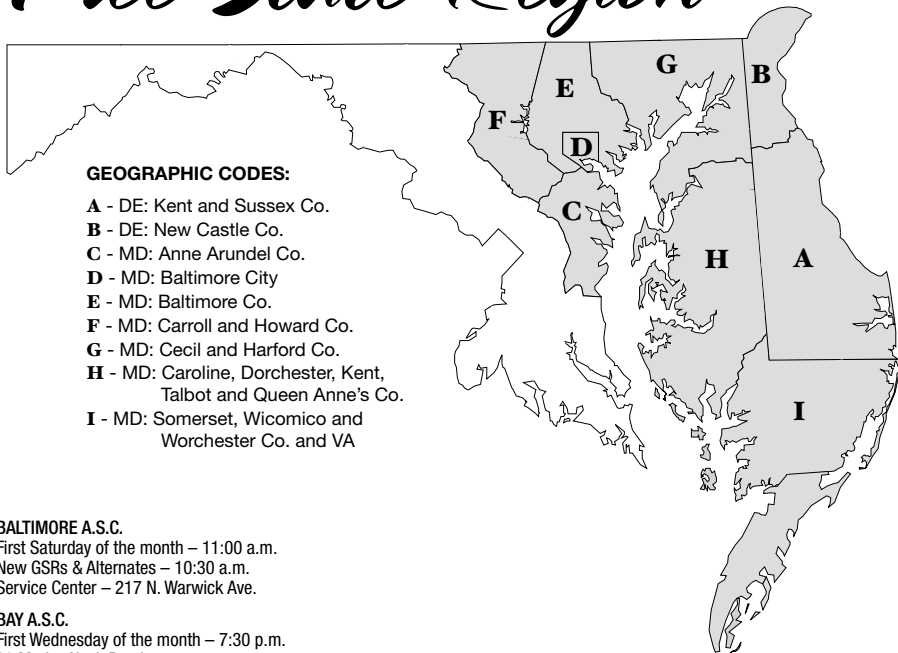 Free State Region
G
B
E
F
D
C
H
A
I
GEOGRAPHIC CODES:
A - DE: Kent and Sussex Co.
B - DE: New Castle Co.
C - MD: Anne Arundel Co.
D - MD: Baltimore City
E - MD: Baltimore Co.
F - MD: Carroll and Howard Co.
G - MD: Cecil and Harford Co.
H - MD: Caroline, Dorchester, Kent,
Talbot and Queen Anne’s Co.
I - MD: Somerset, Wicomico and
Worchester Co. and VA
BALTIMORE A.S.C.
First Saturday of the month – 11:00 a.m.
New GSRs & Alternates – 10:30 a.m.
Service Center – 217 N. Warwick Ave.
BAY A.S.C.
First Wednesday of the month – 7:30 p.m.